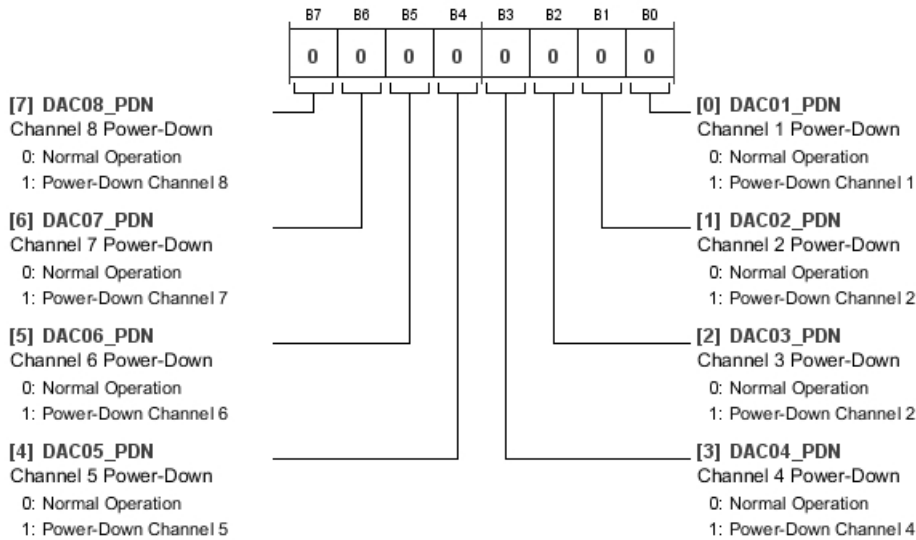 B7 B6 B5 B4 B3 B2 B1 B0
0 0 0 0 0 0 0 0
[7] DAC08_PDN
Channel 8 Power-Down
0: Normal Operation
1: Power-Down Channel 8
[6] DAC07_PDN
Channel 7 Power-Down
0: Normal Operation
1: Power-Down Channel 7
[5] DAC06_PDN
Channel 6 Power-Down
0: Normal Operation
1: Power-Down Channel 6
[4] DAC05_PDN
Channel 5 Power-Down
0: Normal Operation
1: Power-Down Channel 5
[0] DAC01_PDN
Channel 1 Power-Down
0: Normal Operation
1: Power-Down Channel 1
[1] DAC02_PDN
Channel 2 Power-Down
0: Normal Operation
1: Power-Down Channel 2
[2] DAC03_PDN
Channel 3 Power-Down
0: Normal Operation
1: Power-Down Channel 2
[3] DAC04_PDN
Channel 4 Power-Down
0: Normal Operation
1: Power-Down Channel 4